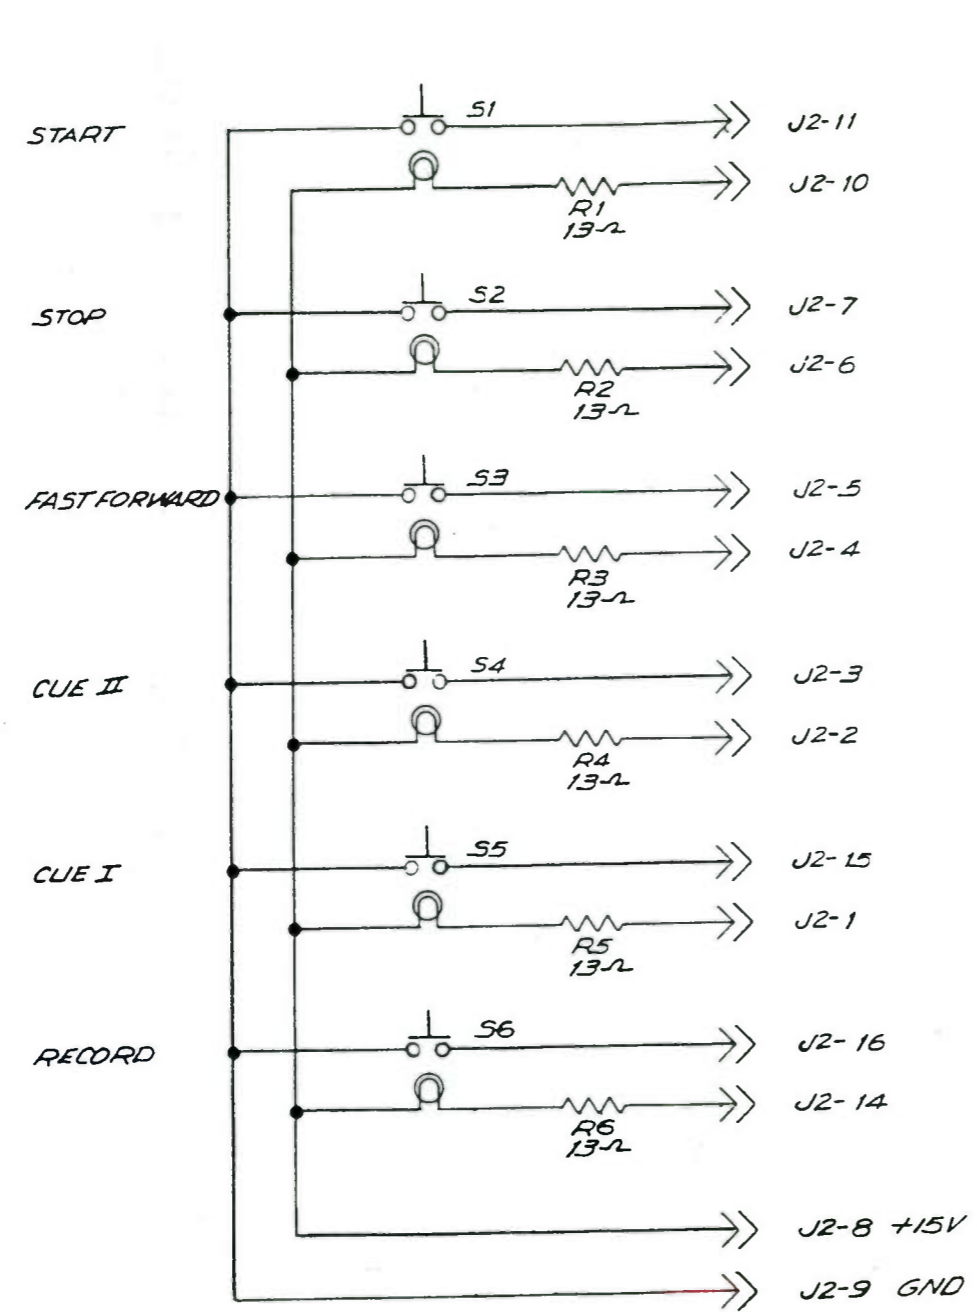 S1
START
J2-11
J2-10
R1
13Ω
S2
STOP
J2-7
J2-6
R2
13Ω
S3
FAST FORWARD
J2-5
J2-4
R3
13Ω
S4
CUE II
J2-3
J2-2
R4
13Ω
S5
CUE I
J2-15
J2-1
R5
13Ω
S6
RECORD
J2-16
J2-14
R6
13Ω
J2-8 +15V
J2-9 GND